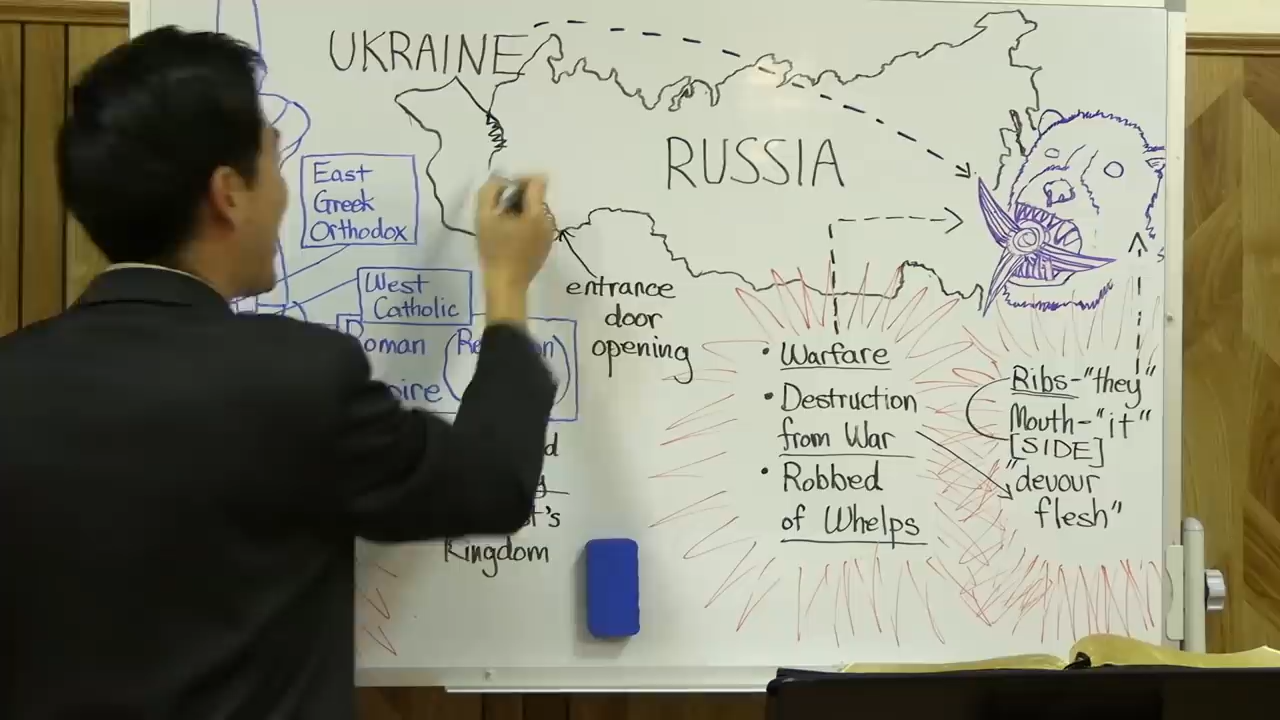 UKRAINE
RUSSIA
East
Greek
Orthodox
West
Catholic
Roman
entrance
door
opening
Kingdom
• Warfare
• Destruction
from War
• Robbed
of Whelps
Ribs-"they"
Mouth-"it"
[SIDE]
"devour
flesh"